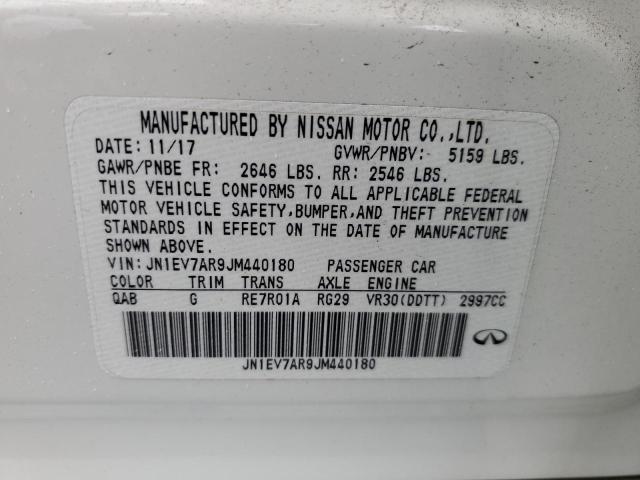 MANUFACTURED BY NISSAN MOTOR CO.,LTD.
DATE: 11/17 GVWR/PNBV: 5159 LBS.
GAWR/PNBE FR: 2646 LBS. RR: 2546 LBS.
THIS VEHICLE CONFORMS TO ALL APPLICABLE FEDERAL
MOTOR VEHICLE SAFETY,BUMPER,AND THEFT PREVENTION
STANDARDS IN EFFECT ON THE DATE OF MANUFACTURE
SHOWN ABOVE.
VIN: JN1EV7AR9JM440180 PASSENGER CAR
COLOR TRIM TRANS AXLE ENGINE
QAB G RE7R01A RG29 VR30(DDTT) 2997CC
JN1EV7AR9JM440180